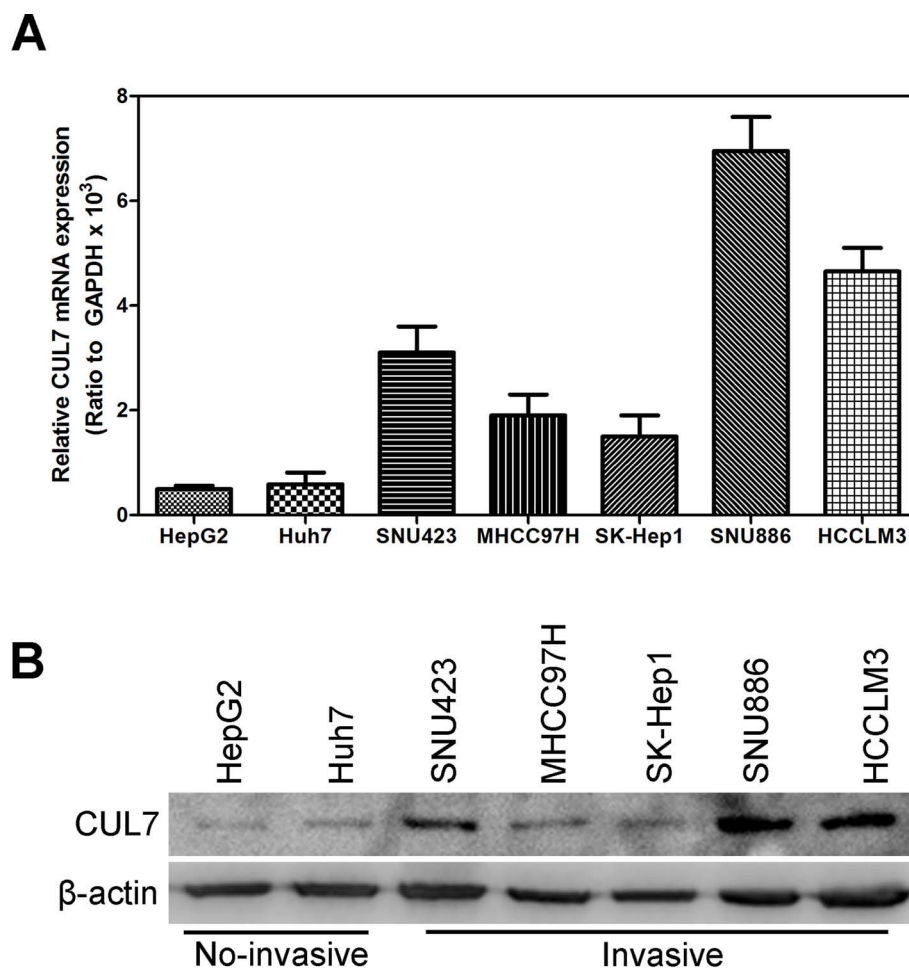 A
Relative CUL7 mRNA expression
(Ratio to GAPDH x 10³)
8
6
4
2
0
HepG2 Huh7 SNU423 MHCC97H SK-Hep1 SNU886 HCCLM3
B
HepG2 Huh7 SNU423 MHCC97H SK-Hep1 SNU886 HCCLM3
CUL7
β-actin
No-invasive Invasive